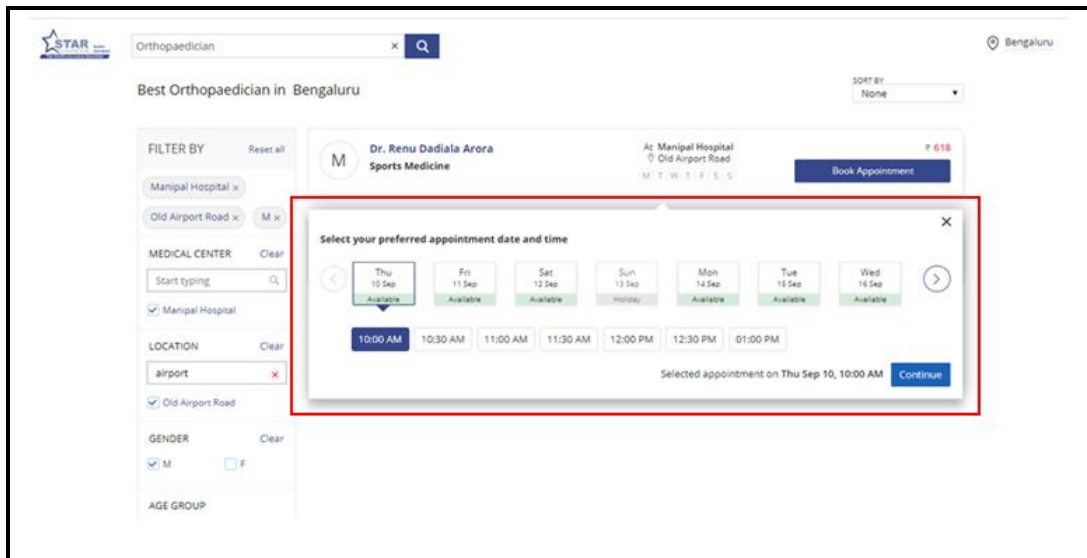 STAR
Orthopaedician ×
Bengaluru
Best Orthopaedician in Bengaluru
SORT BY
None
FILTER BY Reset all
Manipal Hospital ×
Old Airport Road × M ×
MEDICAL CENTER Clear
Start typing
Manipal Hospital
LOCATION Clear
airport ×
Old Airport Road
GENDER Clear
M F
AGE GROUP
M
Dr. Renu Dadiala Arora
Sports Medicine
At Manipal Hospital
Old Airport Road
M T W T F S S
₹ 618
Book Appointment
×
Select your preferred appointment date and time
Thu Fri Sat Sun Mon Tue Wed
10 Sep 11 Sep 12 Sep 13 Sep 14 Sep 15 Sep 16 Sep
Available Available Available Holiday Available Available Available
10:00 AM 10:30 AM 11:00 AM 11:30 AM 12:00 PM 12:30 PM 01:00 PM
Selected appointment on Thu Sep 10, 10:00 AM Continue